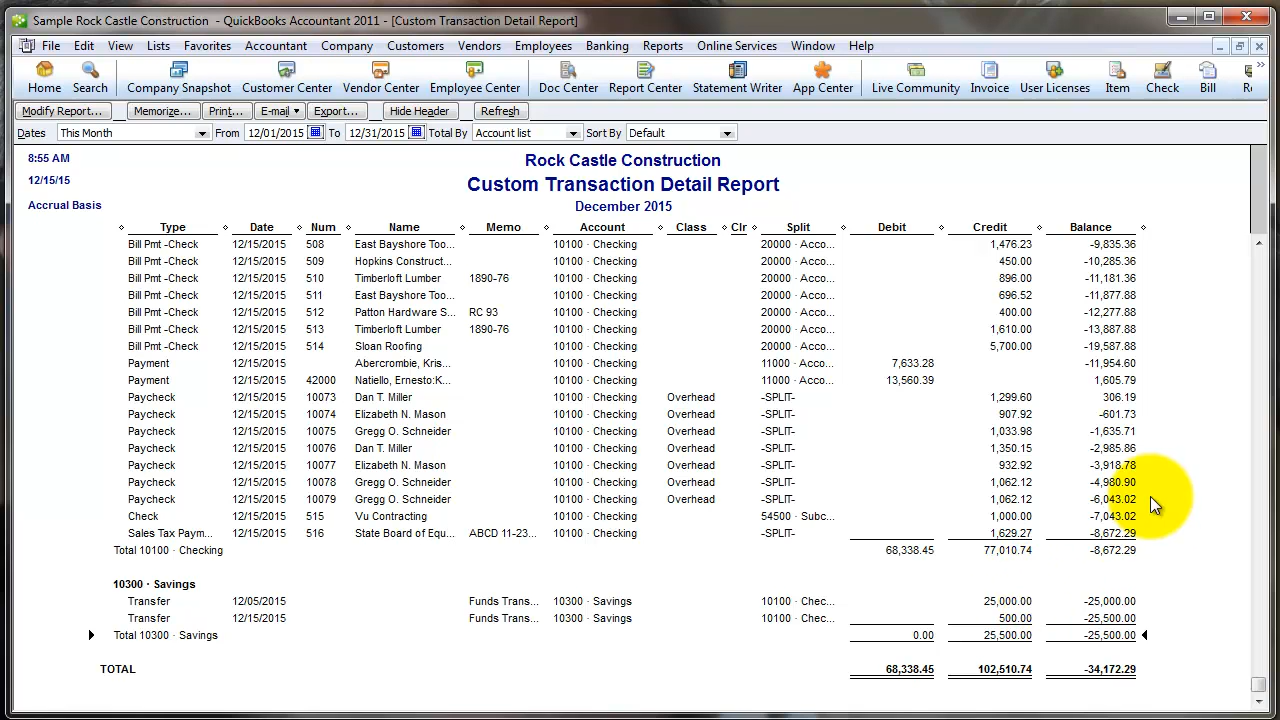 Sample Rock Castle Construction - QuickBooks Accountant 2011 - [Custom Transaction Detail Report]
File Edit View Lists Favorites Accountant Company Customers Vendors Employees Banking Reports Online Services Window Help
Home Search Company Snapshot Customer Center Vendor Center Employee Center Doc Center Report Center Statement Writer App Center Live Community Invoice User Licenses Item Check Bill
Modify Report... Memorize... Print... E-mail Export... Hide Header Refresh
Dates This Month From 12/01/2015 To 12/31/2015 Total By Account list Sort By Default
8:55 AM Rock Castle Construction
12/15/15 Custom Transaction Detail Report
Accrual Basis December 2015
Type Date Num Name Memo Account Class Clr Split Debit Credit Balance
Bill Pmt -Check 12/15/2015 508 East Bayshore Too... 10100 · Checking 20000 · Acco... 1,476.23 -9,835.36
Bill Pmt -Check 12/15/2015 509 Hopkins Construct... 10100 · Checking 20000 · Acco... 450.00 -10,285.36
Bill Pmt -Check 12/15/2015 510 Timberloft Lumber 1890-76 10100 · Checking 20000 · Acco... 896.00 -11,181.36
Bill Pmt -Check 12/15/2015 511 East Bayshore Too... 10100 · Checking 20000 · Acco... 696.52 -11,877.88
Bill Pmt -Check 12/15/2015 512 Patton Hardware S... RC 93 10100 · Checking 20000 · Acco... 400.00 -12,277.88
Bill Pmt -Check 12/15/2015 513 Timberloft Lumber 1890-76 10100 · Checking 20000 · Acco... 1,610.00 -13,887.88
Bill Pmt -Check 12/15/2015 514 Sloan Roofing 10100 · Checking 20000 · Acco... 5,700.00 -19,587.88
Payment 12/15/2015 Abercrombie, Kris... 10100 · Checking 11000 · Acco... 7,633.28 -11,954.60
Payment 12/15/2015 42000 Natiello, Ernesto:K... 10100 · Checking 11000 · Acco... 13,560.39 1,605.79
Paycheck 12/15/2015 10073 Dan T. Miller 10100 · Checking Overhead -SPLIT- 1,299.60 306.19
Paycheck 12/15/2015 10074 Elizabeth N. Mason 10100 · Checking Overhead -SPLIT- 907.92 -601.73
Paycheck 12/15/2015 10075 Gregg O. Schneider 10100 · Checking Overhead -SPLIT- 1,033.98 -1,635.71
Paycheck 12/15/2015 10076 Dan T. Miller 10100 · Checking Overhead -SPLIT- 1,350.15 -2,985.86
Paycheck 12/15/2015 10077 Elizabeth N. Mason 10100 · Checking Overhead -SPLIT- 932.92 -3,918.78
Paycheck 12/15/2015 10078 Gregg O. Schneider 10100 · Checking Overhead -SPLIT- 1,062.12 -4,980.90
Paycheck 12/15/2015 10079 Gregg O. Schneider 10100 · Checking Overhead -SPLIT- 1,062.12 -6,043.02
Check 12/15/2015 515 Vu Contracting 10100 · Checking 54500 · Subc... 1,000.00 -7,043.02
Sales Tax Paym... 12/15/2015 516 State Board of Equ... ABCD 11-23... 10100 · Checking -SPLIT- 1,629.27 -8,672.29
Total 10100 · Checking 68,338.45 77,010.74 -8,672.29
10300 · Savings
Transfer 12/05/2015 Funds Trans... 10300 · Savings 10100 · Chec... 25,000.00 -25,000.00
Transfer 12/15/2015 Funds Trans... 10300 · Savings 10100 · Chec... 500.00 -25,500.00
Total 10300 · Savings 0.00 25,500.00 -25,500.00
TOTAL 68,338.45 102,510.74 -34,172.29